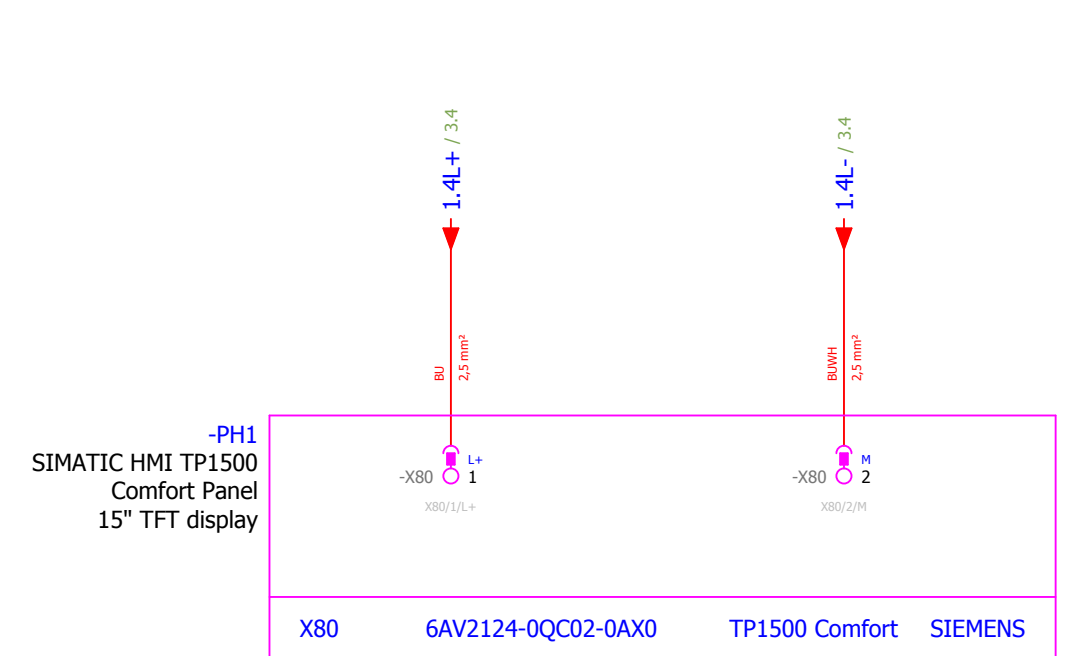 1.4L+ / 3.4
1.4L- / 3.4
BU
2,5 mm²
BUWH
2,5 mm²
-PH1
SIMATIC HMI TP1500
Comfort Panel
15" TFT display
L+
-X80 1
X80/1/L+
M
-X80 2
X80/2/M
X80 6AV2124-0QC02-0AX0 TP1500 Comfort SIEMENS